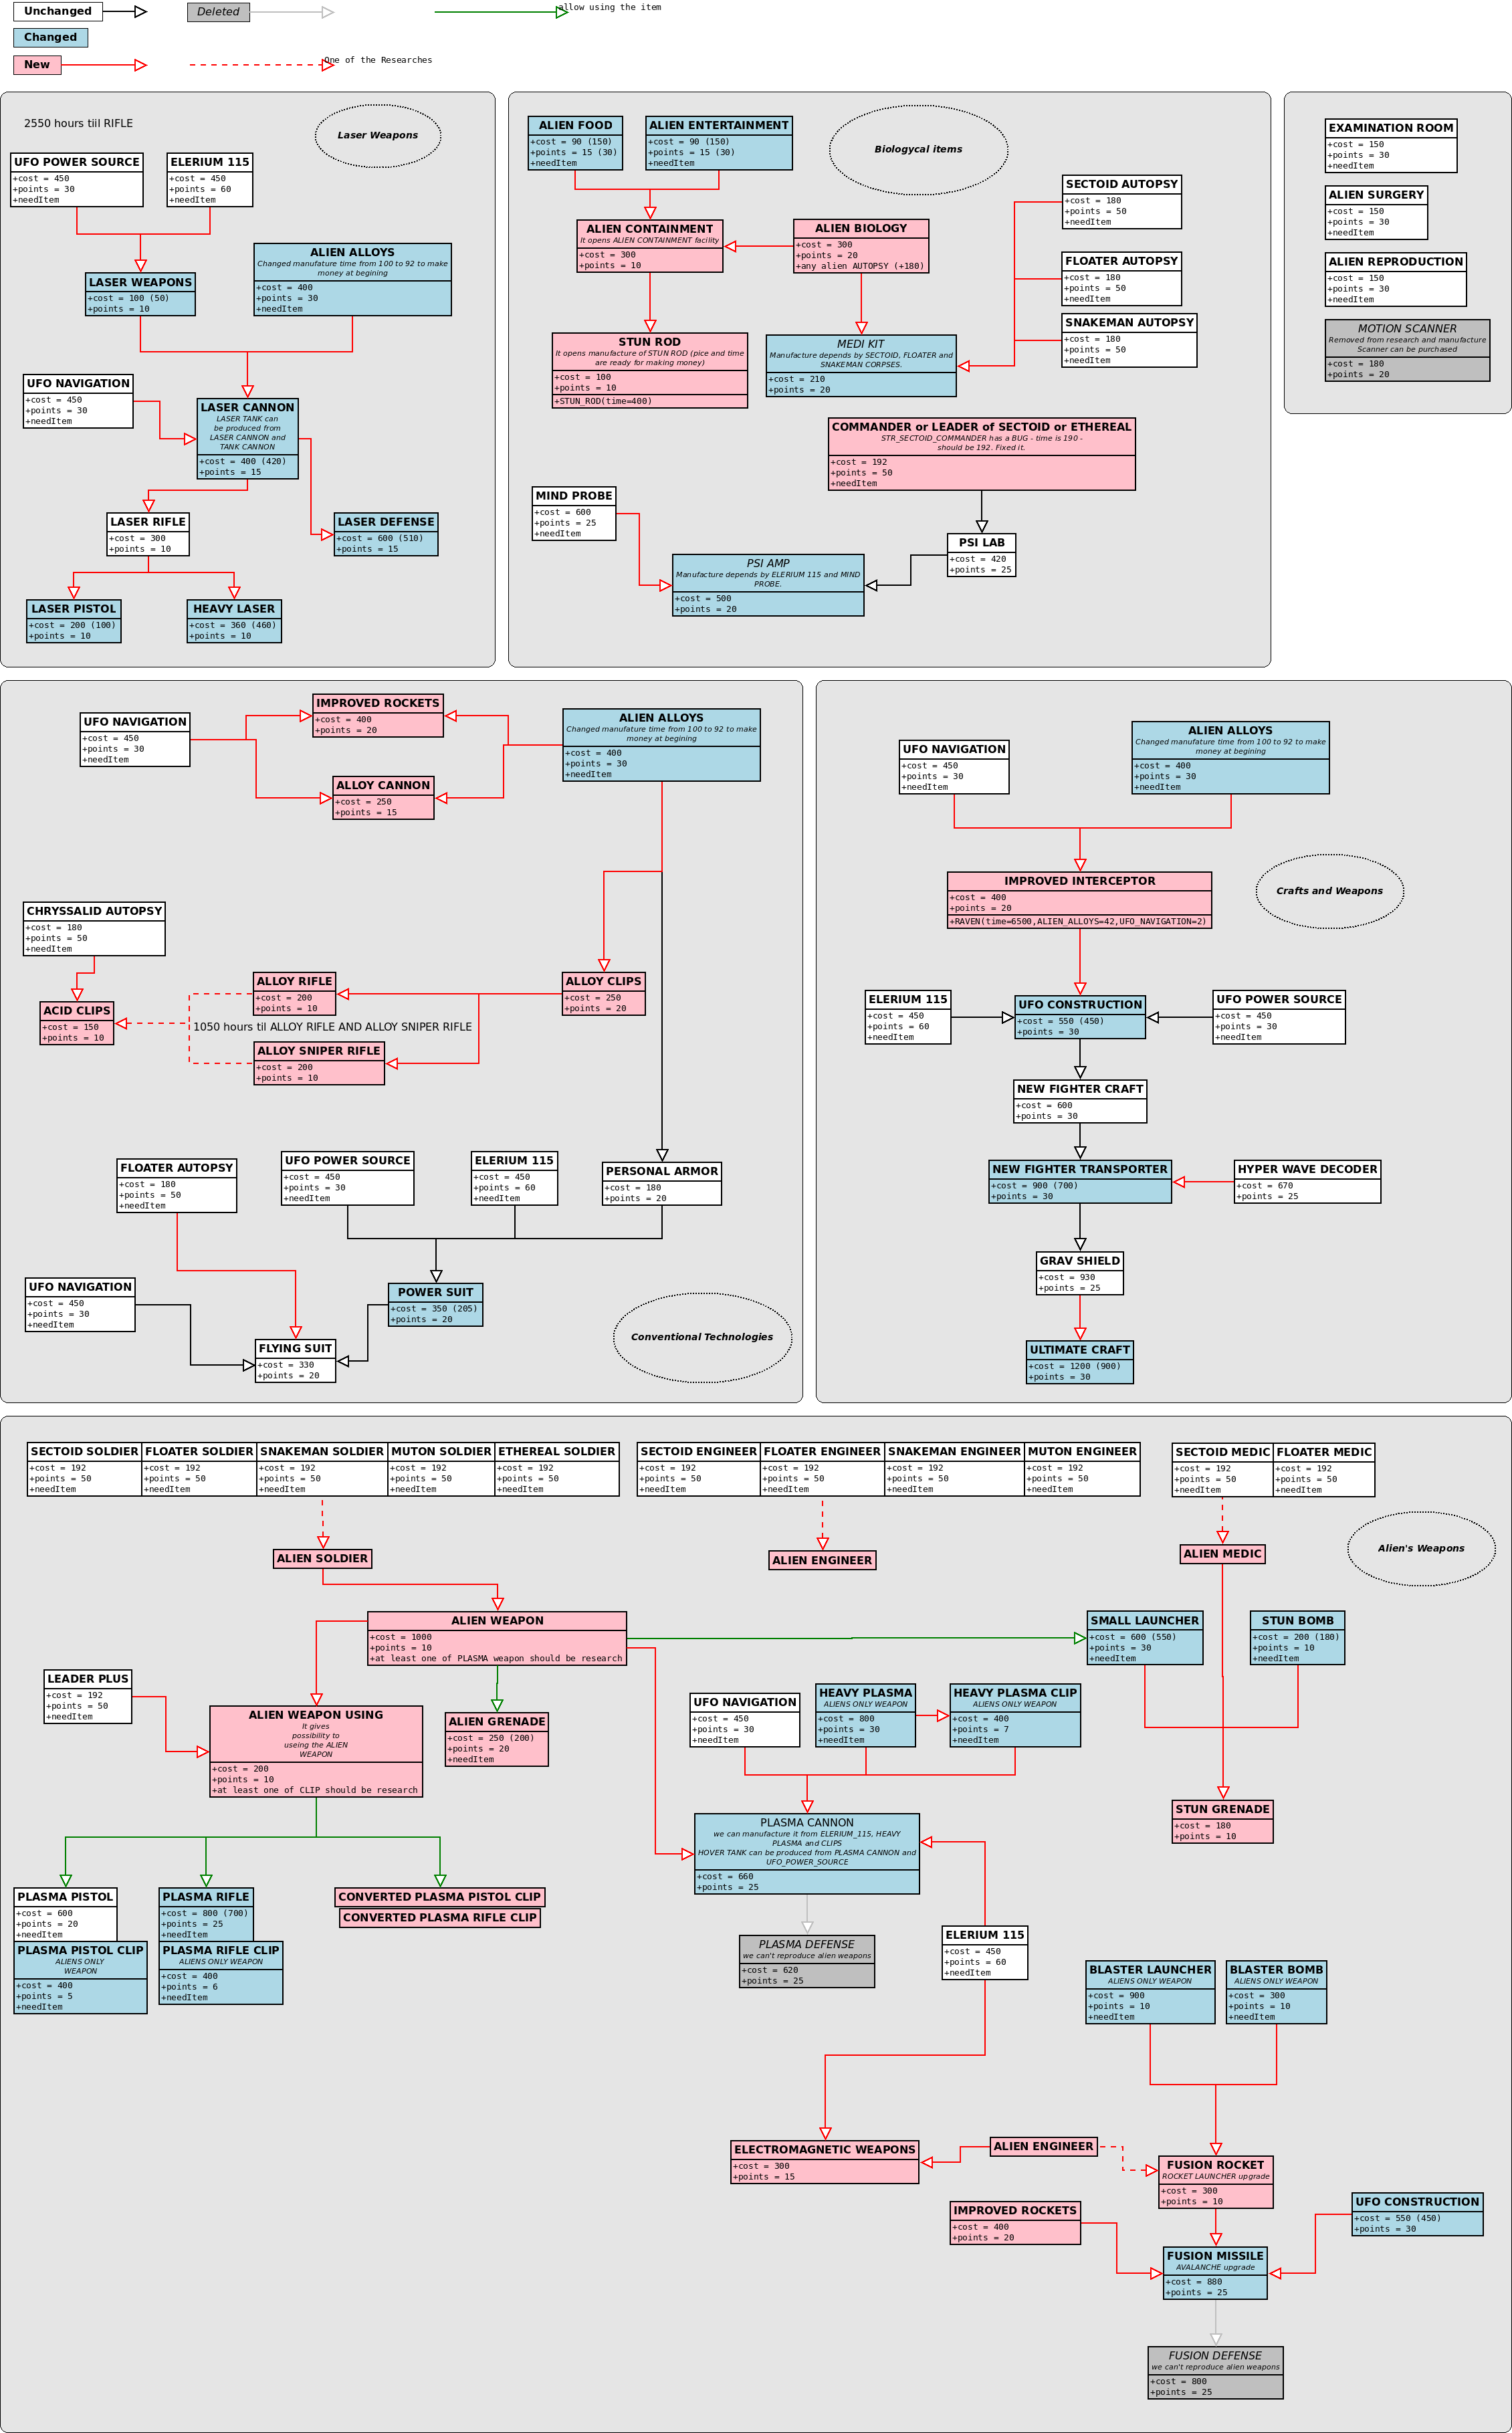 Unchanged
Deleted
allow using the item
Changed
New
One of the Researches
2550 hours tiil RIFLE
Laser Weapons
UFO POWER SOURCE
+cost = 450
+points = 30
+needItem
ELERIUM 115
+cost = 450
+points = 60
+needItem
ALIEN ALLOYS
Changed manufature time from 100 to 92 to make
money at begining
+cost = 400
+points = 30
+needItem
LASER WEAPONS
+cost = 100 (50)
+points = 10
UFO NAVIGATION
+cost = 450
+points = 30
+needItem
LASER CANNON
LASER TANK can
be produced from
LASER CANNON and
TANK CANNON
+cost = 400 (420)
+points = 15
LASER RIFLE
+cost = 300
+points = 10
LASER DEFENSE
+cost = 600 (510)
+points = 15
LASER PISTOL
+cost = 200 (100)
+points = 10
HEAVY LASER
+cost = 360 (460)
+points = 10
ALIEN FOOD
+cost = 90 (150)
+points = 15 (30)
+needItem
ALIEN ENTERTAINMENT
+cost = 90 (150)
+points = 15 (30)
+needItem
Biologycal items
SECTOID AUTOPSY
+cost = 180
+points = 50
+needItem
ALIEN CONTAINMENT
It opens ALIEN CONTAINMENT facility
+cost = 300
+points = 10
ALIEN BIOLOGY
+cost = 300
+points = 20
+any alien AUTOPSY (+180)
FLOATER AUTOPSY
+cost = 180
+points = 50
+needItem
SNAKEMAN AUTOPSY
+cost = 180
+points = 50
+needItem
STUN ROD
It opens manufacture of STUN ROD (pice and time
are ready for making money)
+cost = 100
+points = 10
+STUN_ROD(time=400)
MEDI KIT
Manufacture depends by SECTOID, FLOATER and
SNAKEMAN CORPSES.
+cost = 210
+points = 20
COMMANDER or LEADER of SECTOID or ETHEREAL
STR_SECTOID_COMMANDER has a BUG - time is 190 -
should be 192. Fixed it.
+cost = 192
+points = 50
+needItem
MIND PROBE
+cost = 600
+points = 25
+needItem
PSI LAB
+cost = 420
+points = 25
PSI AMP
Manufacture depends by ELERIUM 115 and MIND
PROBE.
+cost = 500
+points = 20
EXAMINATION ROOM
+cost = 150
+points = 30
+needItem
ALIEN SURGERY
+cost = 150
+points = 30
+needItem
ALIEN REPRODUCTION
+cost = 150
+points = 30
+needItem
MOTION SCANNER
Removed from research and manufacture
Scanner can be purchased
+cost = 180
+points = 20
UFO NAVIGATION
+cost = 450
+points = 30
+needItem
IMPROVED ROCKETS
+cost = 400
+points = 20
ALIEN ALLOYS
Changed manufature time from 100 to 92 to make
money at begining
+cost = 400
+points = 30
+needItem
ALLOY CANNON
+cost = 250
+points = 15
CHRYSSALID AUTOPSY
+cost = 180
+points = 50
+needItem
ALLOY RIFLE
+cost = 200
+points = 10
ALLOY CLIPS
+cost = 250
+points = 20
ACID CLIPS
+cost = 150
+points = 10
1050 hours til ALLOY RIFLE AND ALLOY SNIPER RIFLE
ALLOY SNIPER RIFLE
+cost = 200
+points = 10
FLOATER AUTOPSY
+cost = 180
+points = 50
+needItem
UFO POWER SOURCE
+cost = 450
+points = 30
+needItem
ELERIUM 115
+cost = 450
+points = 60
+needItem
PERSONAL ARMOR
+cost = 180
+points = 20
UFO NAVIGATION
+cost = 450
+points = 30
+needItem
POWER SUIT
+cost = 350 (205)
+points = 20
FLYING SUIT
+cost = 330
+points = 20
Conventional Technologies
UFO NAVIGATION
+cost = 450
+points = 30
+needItem
ALIEN ALLOYS
Changed manufature time from 100 to 92 to make
money at begining
+cost = 400
+points = 30
+needItem
IMPROVED INTERCEPTOR
+cost = 400
+points = 20
+RAVEN(time=6500,ALIEN_ALLOYS=42,UFO_NAVIGATION=2)
Crafts and Weapons
ELERIUM 115
+cost = 450
+points = 60
+needItem
UFO CONSTRUCTION
+cost = 550 (450)
+points = 30
UFO POWER SOURCE
+cost = 450
+points = 30
+needItem
NEW FIGHTER CRAFT
+cost = 600
+points = 30
NEW FIGHTER TRANSPORTER
+cost = 900 (700)
+points = 30
HYPER WAVE DECODER
+cost = 670
+points = 25
GRAV SHIELD
+cost = 930
+points = 25
ULTIMATE CRAFT
+cost = 1200 (900)
+points = 30
SECTOID SOLDIER
+cost = 192
+points = 50
+needItem
FLOATER SOLDIER
+cost = 192
+points = 50
+needItem
SNAKEMAN SOLDIER
+cost = 192
+points = 50
+needItem
MUTON SOLDIER
+cost = 192
+points = 50
+needItem
ETHEREAL SOLDIER
+cost = 192
+points = 50
+needItem
SECTOID ENGINEER
+cost = 192
+points = 50
+needItem
FLOATER ENGINEER
+cost = 192
+points = 50
+needItem
SNAKEMAN ENGINEER
+cost = 192
+points = 50
+needItem
MUTON ENGINEER
+cost = 192
+points = 50
+needItem
SECTOID MEDIC
+cost = 192
+points = 50
+needItem
FLOATER MEDIC
+cost = 192
+points = 50
+needItem
Alien's Weapons
ALIEN SOLDIER
ALIEN ENGINEER
ALIEN MEDIC
ALIEN WEAPON
+cost = 1000
+points = 10
+at least one of PLASMA weapon should be research
SMALL LAUNCHER
+cost = 600 (550)
+points = 30
+needItem
STUN BOMB
+cost = 200 (180)
+points = 10
+needItem
LEADER PLUS
+cost = 192
+points = 50
+needItem
ALIEN WEAPON USING
It gives
possibility to
useing the ALIEN
WEAPON
+cost = 200
+points = 10
+at least one of CLIP should be research
ALIEN GRENADE
+cost = 250 (200)
+points = 20
+needItem
UFO NAVIGATION
+cost = 450
+points = 30
+needItem
HEAVY PLASMA
ALIENS ONLY WEAPON
+cost = 800
+points = 30
+needItem
HEAVY PLASMA CLIP
ALIENS ONLY WEAPON
+cost = 400
+points = 7
+needItem
STUN GRENADE
+cost = 180
+points = 10
PLASMA CANNON
we can manufacture it from ELERIUM_115, HEAVY
PLASMA and CLIPS
HOVER TANK can be produced from PLASMA CANNON and
UFO_POWER_SOURCE
+cost = 660
+points = 25
PLASMA PISTOL
+cost = 600
+points = 20
+needItem
PLASMA PISTOL CLIP
ALIENS ONLY
WEAPON
+cost = 400
+points = 5
+needItem
PLASMA RIFLE
+cost = 800 (700)
+points = 25
+needItem
PLASMA RIFLE CLIP
ALIENS ONLY WEAPON
+cost = 400
+points = 6
+needItem
CONVERTED PLASMA PISTOL CLIP
CONVERTED PLASMA RIFLE CLIP
PLASMA DEFENSE
we can't reproduce alien weapons
+cost = 620
+points = 25
ELERIUM 115
+cost = 450
+points = 60
+needItem
BLASTER LAUNCHER
ALIENS ONLY WEAPON
+cost = 900
+points = 10
+needItem
BLASTER BOMB
ALIENS ONLY WEAPON
+cost = 300
+points = 10
+needItem
ELECTROMAGNETIC WEAPONS
+cost = 300
+points = 15
ALIEN ENGINEER
FUSION ROCKET
ROCKET LAUNCHER upgrade
+cost = 300
+points = 10
IMPROVED ROCKETS
+cost = 400
+points = 20
UFO CONSTRUCTION
+cost = 550 (450)
+points = 30
FUSION MISSILE
AVALANCHE upgrade
+cost = 880
+points = 25
FUSION DEFENSE
we can't reproduce alien weapons
+cost = 800
+points = 25